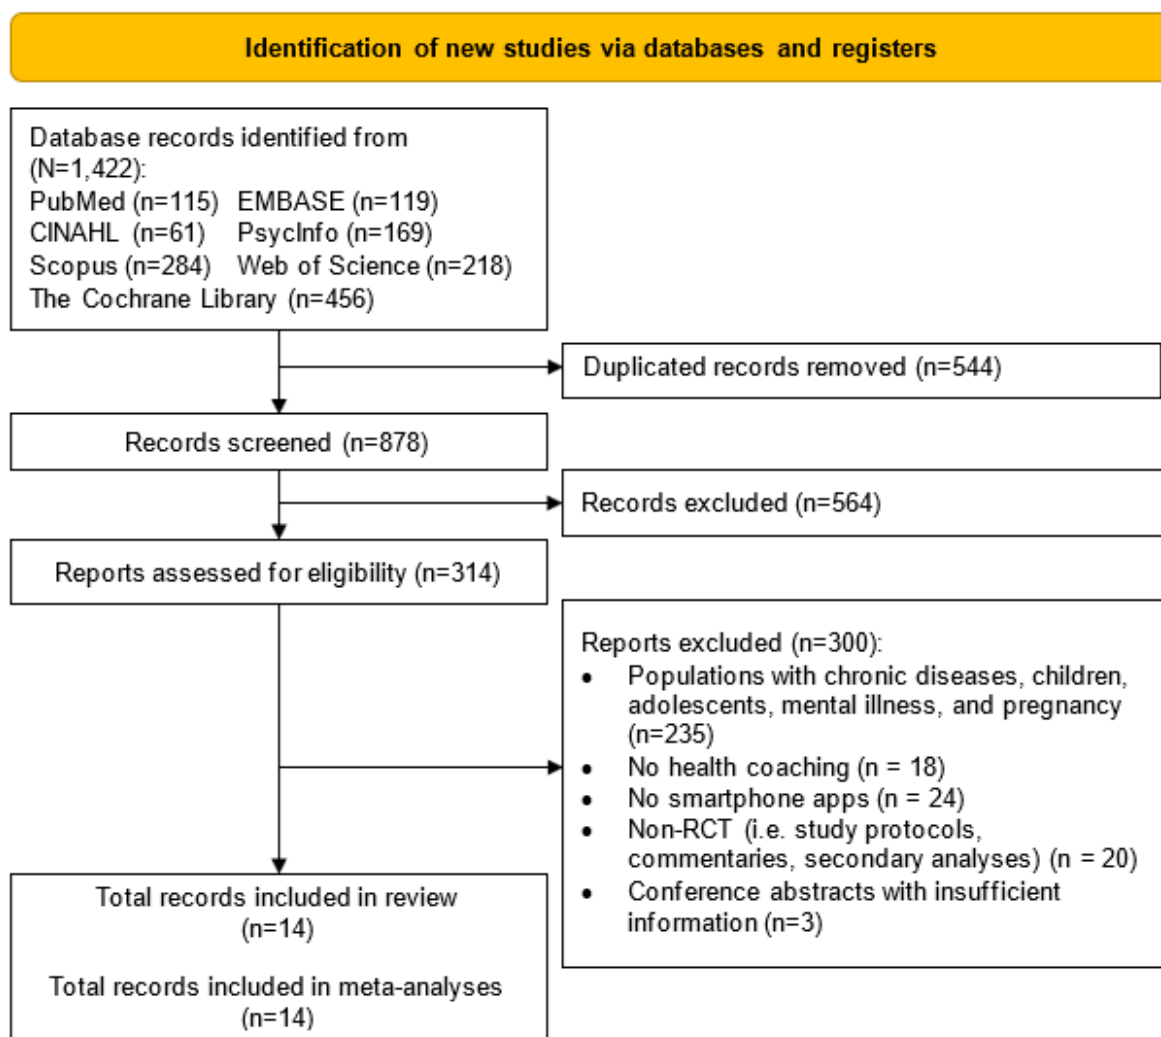 Identification of new studies via databases and registers
Database records identified from
(N=1,422):
PubMed (n=115) EMBASE (n=119)
CINAHL (n=61) PsycInfo (n=169)
Scopus (n=284) Web of Science (n=218)
The Cochrane Library (n=456)
Duplicated records removed (n=544)
Records screened (n=878)
Records excluded (n=564)
Reports assessed for eligibility (n=314)
Reports excluded (n=300):
• Populations with chronic diseases, children,
adolescents, mental illness, and pregnancy
(n=235)
• No health coaching (n = 18)
• No smartphone apps (n = 24)
• Non-RCT (i.e. study protocols,
commentaries, secondary analyses) (n = 20)
• Conference abstracts with insufficient
information (n=3)
Total records included in review
(n=14)
Total records included in meta-analyses
(n=14)